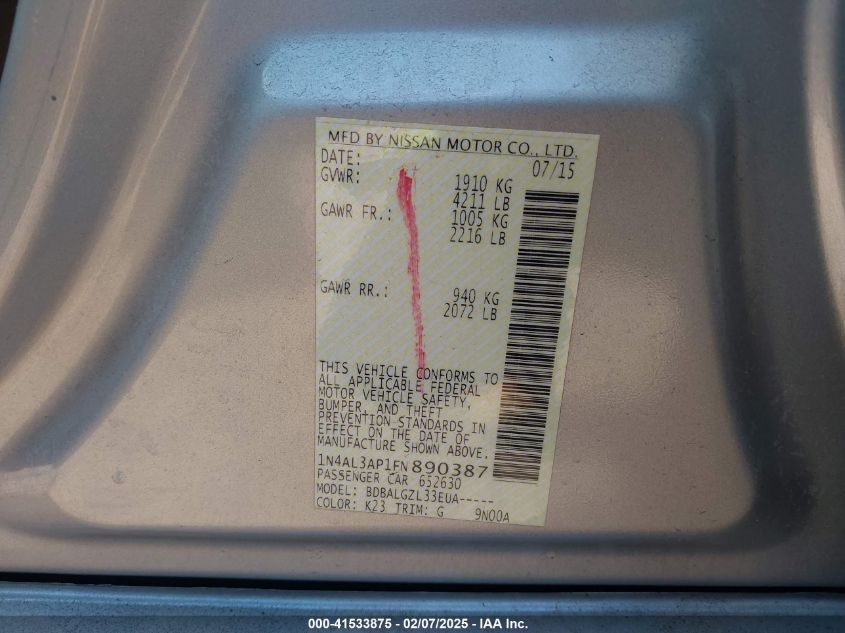 MFD BY NISSAN MOTOR CO., LTD.
DATE: 07/15
GVWR: 1910 KG
4211 LB
GAWR FR.: 1005 KG
2216 LB
GAWR RR.: 940 KG
2072 LB
THIS VEHICLE CONFORMS TO
ALL APPLICABLE FEDERAL
MOTOR VEHICLE SAFETY,
BUMPER, AND THEFT
PREVENTION STANDARDS IN
EFFECT ON THE DATE OF
MANUFACTURE SHOWN ABOVE.
1N4AL3AP1FN890387
PASSENGER CAR 652630
MODEL: BDBALGZL33EUA-----
COLOR: K23 TRIM: G 9N00A
000-41533875 - 02/07/2025 - IAA Inc.